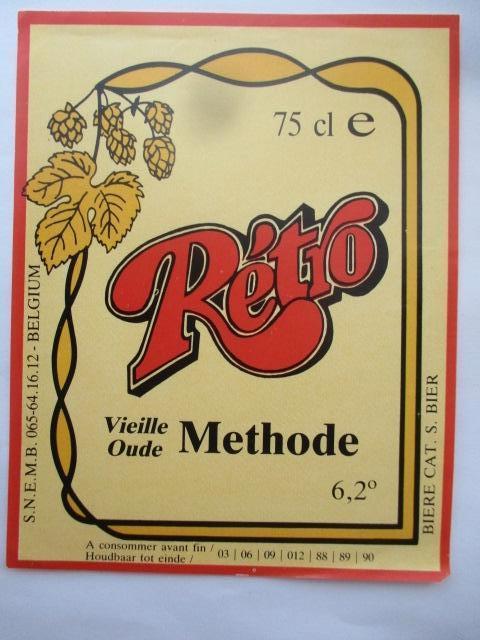 75 cl e
Rétro
Vieille
Oude Methode
6,2°
S.N.E.M.B. 065-64.16.12 - BELGIUM
BIERE CAT. S. BIER
A consommer avant fin /
Houdbaar tot einde / 03 | 06 | 09 | 012 | 88 | 89 | 90